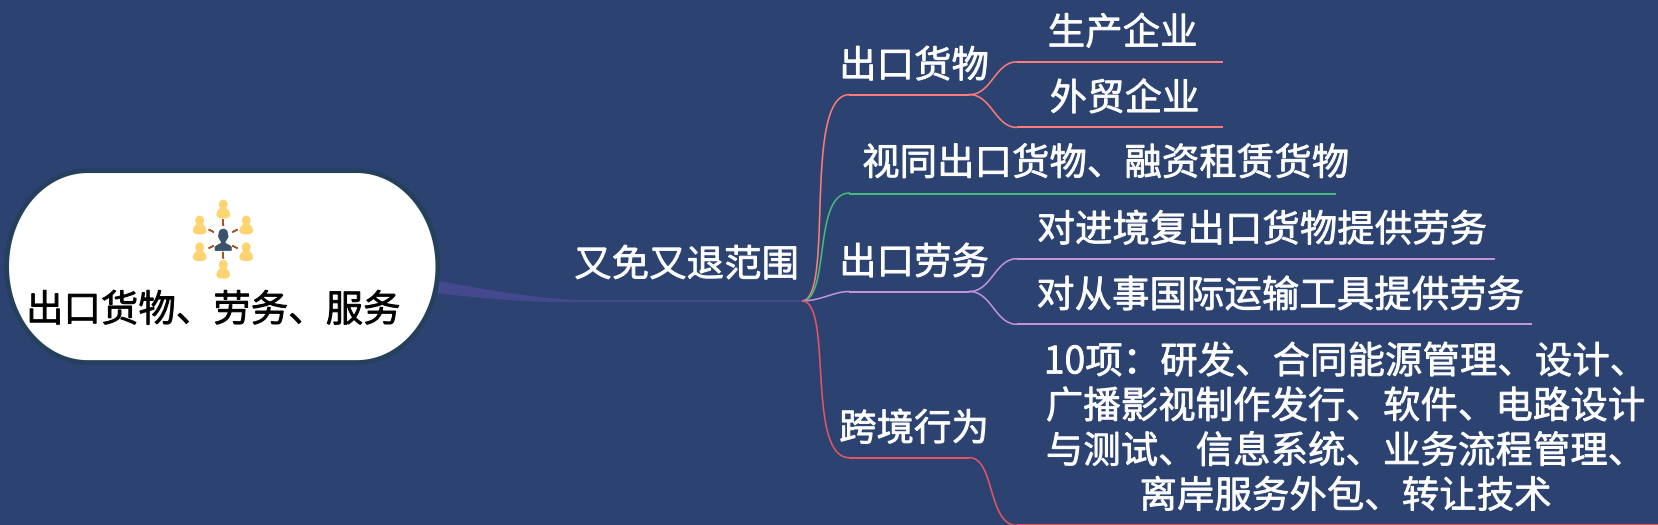 出口货物、劳务、服务
又免又退范围
出口货物
生产企业
外贸企业
视同出口货物、融资租赁货物
出口劳务
对进境复出口货物提供劳务
对从事国际运输工具提供劳务
跨境行为
10项：研发、合同能源管理、设计、
广播影视制作发行、软件、电路设计
与测试、信息系统、业务流程管理、
离岸服务外包、转让技术